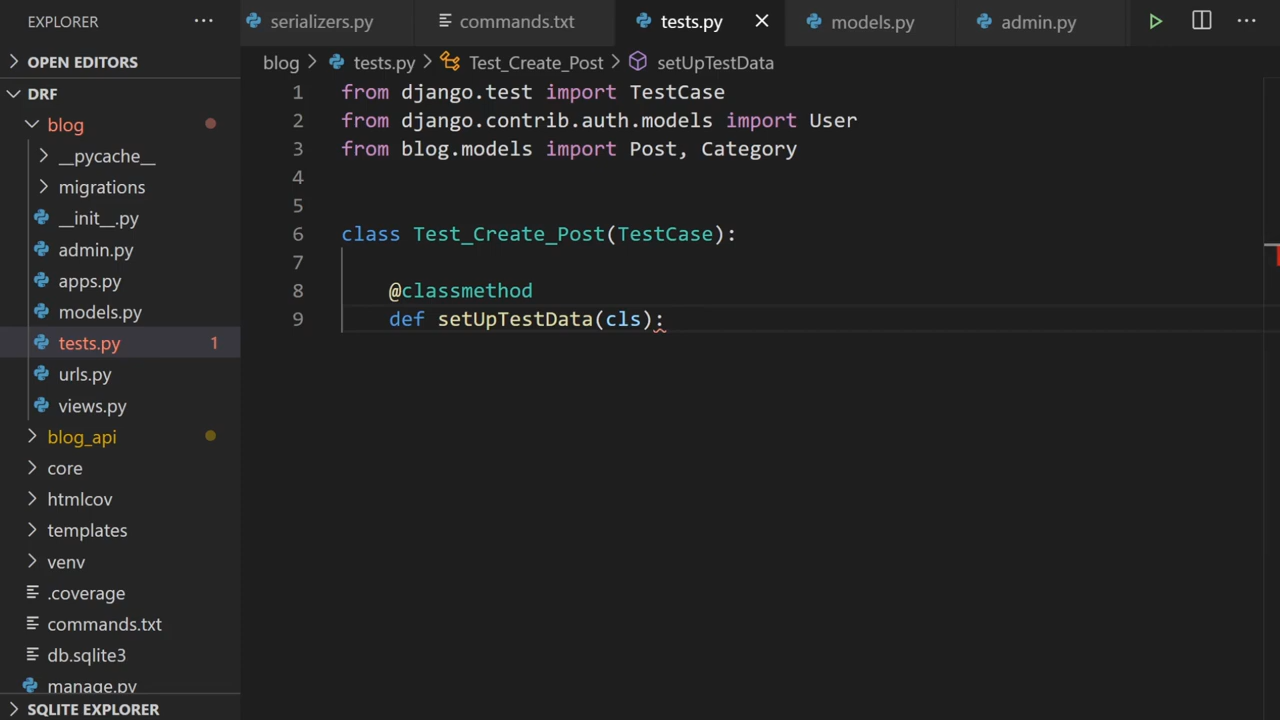 EXPLORER ...
serializers.py commands.txt tests.py × models.py admin.py ...
OPEN EDITORS
blog > tests.py > Test_Create_Post > setUpTestData
DRF
blog
__pycache__
migrations
__init__.py
admin.py
apps.py
models.py
tests.py 1
urls.py
views.py
blog_api
core
htmlcov
templates
venv
.coverage
commands.txt
db.sqlite3
manage.py
SQLITE EXPLORER
1 from django.test import TestCase
2 from django.contrib.auth.models import User
3 from blog.models import Post, Category
4
5
6 class Test_Create_Post(TestCase):
7
8 @classmethod
9 def setUpTestData(cls):